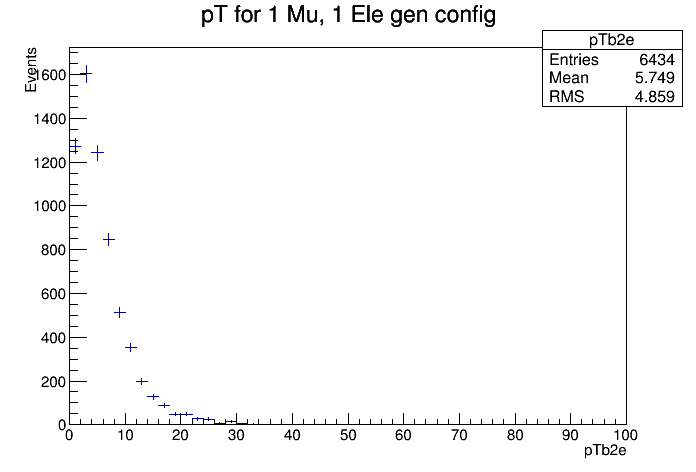 pT for 1 Mu, 1 Ele gen config
pTb2e
Entries 6434
Mean 5.749
RMS 4.859
Events
1600
1400
1200
1000
800
600
400
200
0
0 10 20 30 40 50 60 70 80 90 100
pTb2e